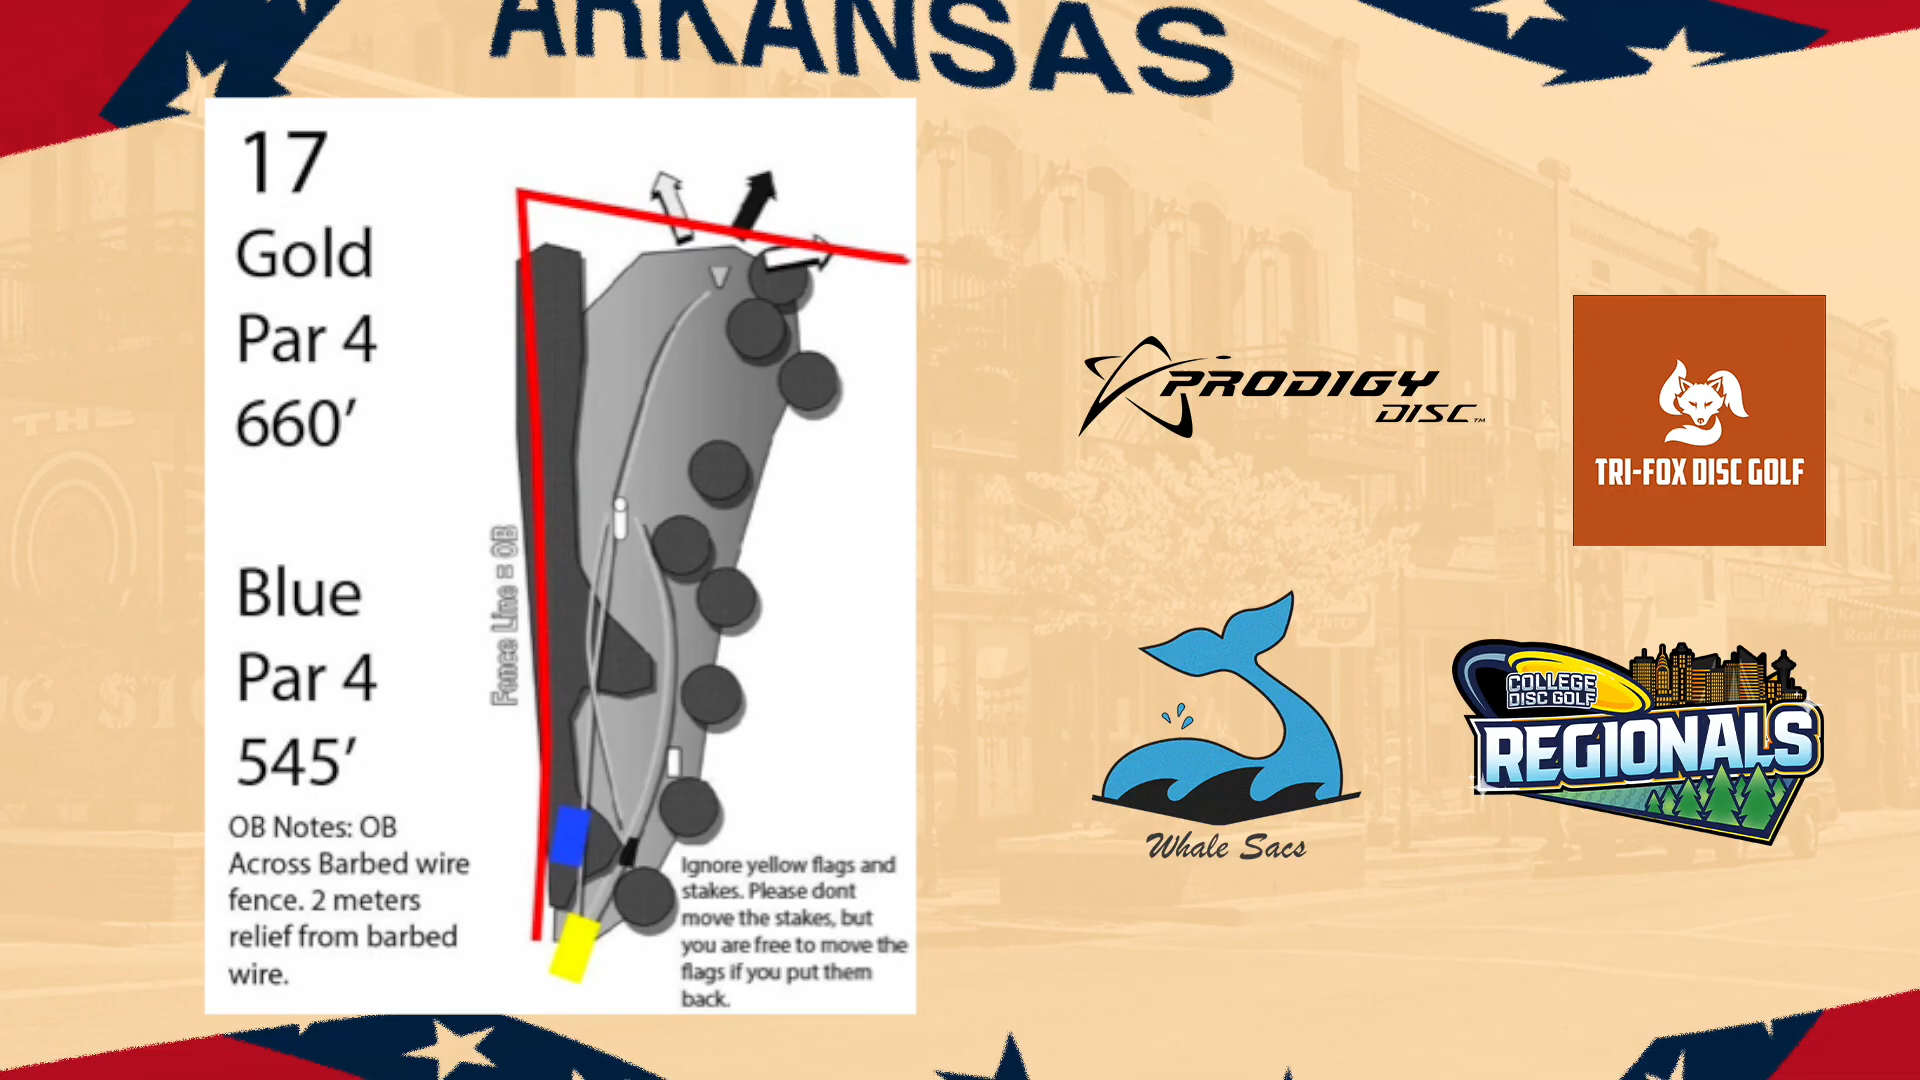 ARKANSAS
17
Gold
Par 4
660’
Blue
Par 4
545’
OB Notes: OB
Across Barbed wire
fence. 2 meters
relief from barbed
wire.
Fence Line = OB
Ignore yellow flags and
stakes. Please dont
move the stakes, but
you are free to move the
flags if you put them
back.
PRODIGY
DISC™
TRI-FOX DISC GOLF
Whale Sacs
COLLEGE
DISC GOLF
REGIONALS
THE
ENTER